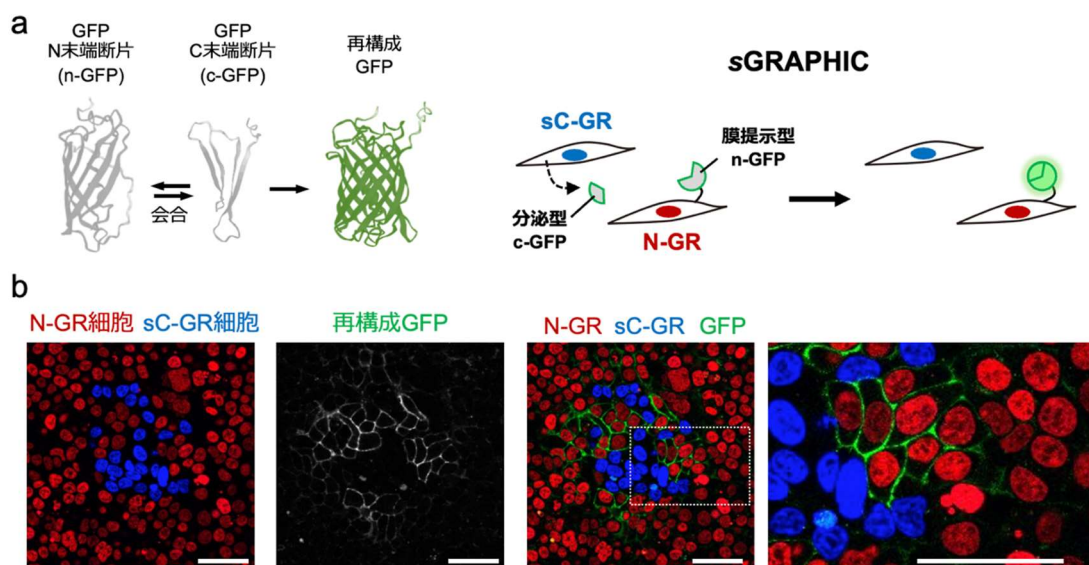 a
GFP
N末端断片
(n-GFP)
GFP
C末端断片
(c-GFP)
再構成
GFP
会合
sGRAPHIC
sC-GR
膜提示型
n-GFP
分泌型
c-GFP
N-GR
b
N-GR細胞 sC-GR細胞
再構成GFP
N-GR sC-GR GFP